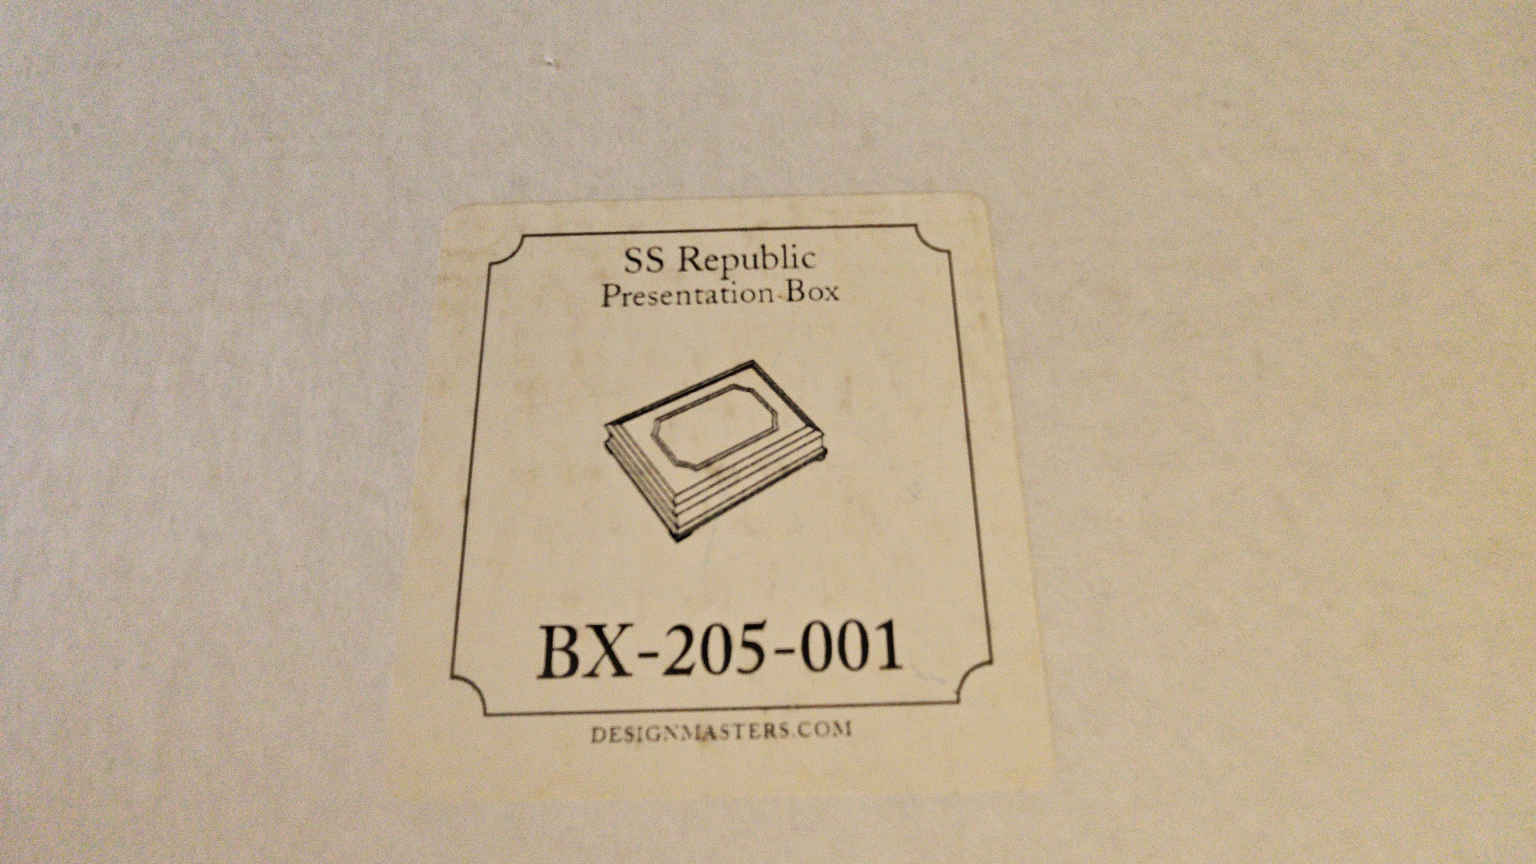 SS Republic
Presentation Box
BX-205-001
DESIGNMASTERS.COM